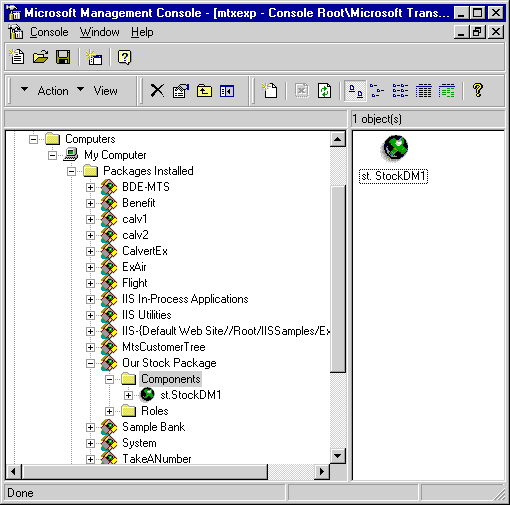 Microsoft Management Console - [mtxexp - Console Root\Microsoft Trans...
Console Window Help
Action View
1 object(s)
Computers
My Computer
Packages Installed
BDE-MTS
Benefit
calv1
calv2
CalvertEx
ExAir
Flight
IIS In-Process Applications
IIS Utilities
IIS-{Default Web Site//Root/IISSamples/Ex
MtsCustomerTree
Our Stock Package
Components
st.StockDM1
Roles
Sample Bank
System
TakeANumber
st. StockDM1
Done